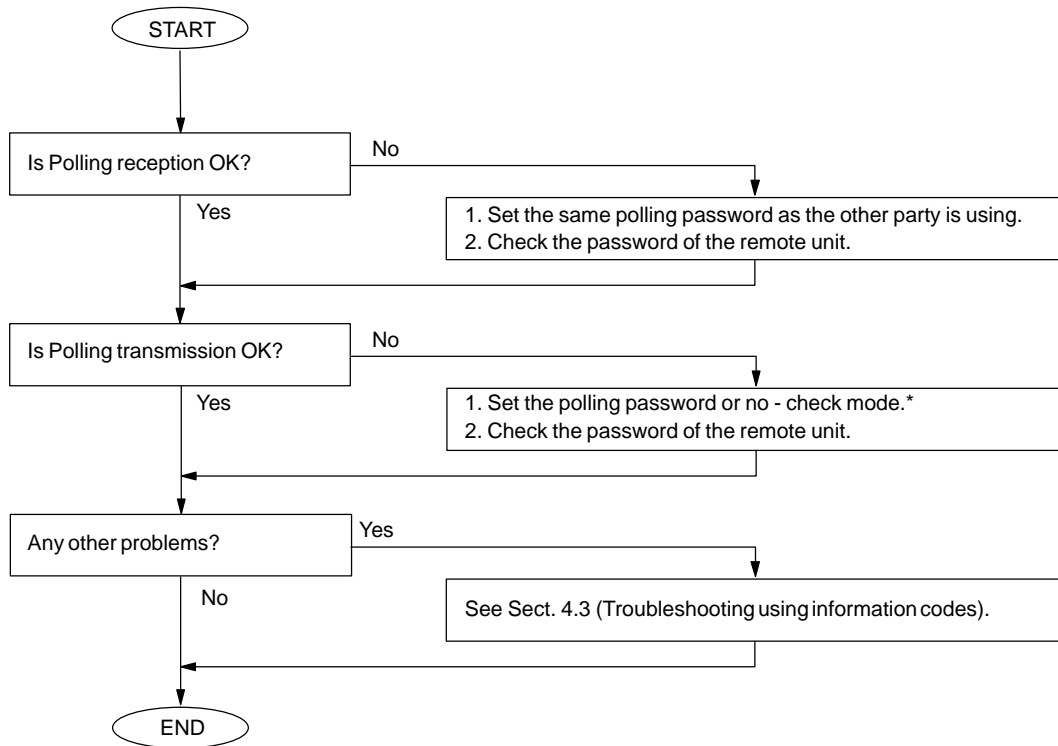 START
Is Polling reception OK?
No
Yes
1. Set the same polling password as the other party is using.
2. Check the password of the remote unit.
Is Polling transmission OK?
No
Yes
1. Set the polling password or no - check mode.*
2. Check the password of the remote unit.
Any other problems?
Yes
No
See Sect. 4.3 (Troubleshooting using information codes).
END